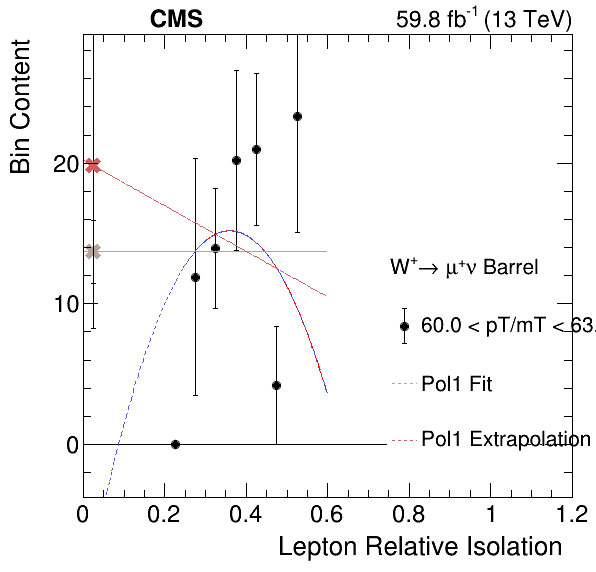 CMS 59.8 fb⁻¹ (13 TeV)
Bin Content
20
10
0
W⁺→ μ⁺ν Barrel
60.0 < pT/mT < 63.
Pol1 Fit
Pol1 Extrapolation
0 0.2 0.4 0.6 0.8 1 1.2
Lepton Relative Isolation